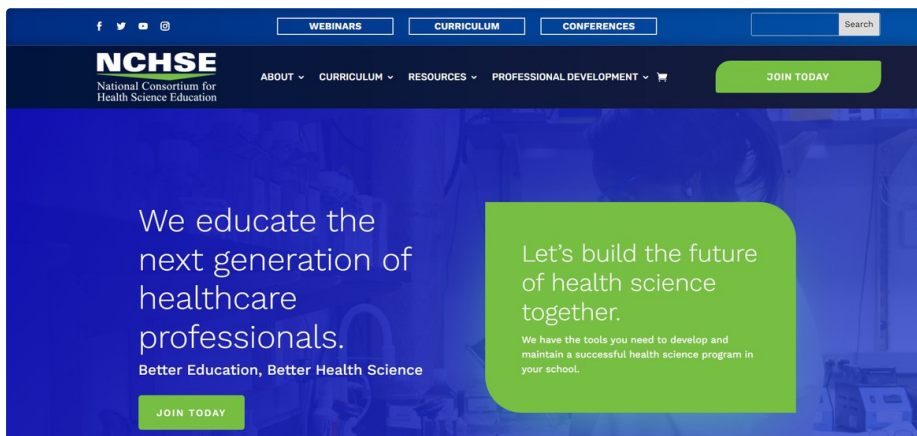 WEBINARS
CURRICULUM
CONFERENCES
Search
NCHSE
National Consortium for
Health Science Education
ABOUT
CURRICULUM
RESOURCES
PROFESSIONAL DEVELOPMENT
JOIN TODAY
We educate the
next generation of
healthcare
professionals.
Better Education, Better Health Science
JOIN TODAY
Let's build the future
of health science
together.
We have the tools you need to develop and
maintain a successful health science program in
your school.